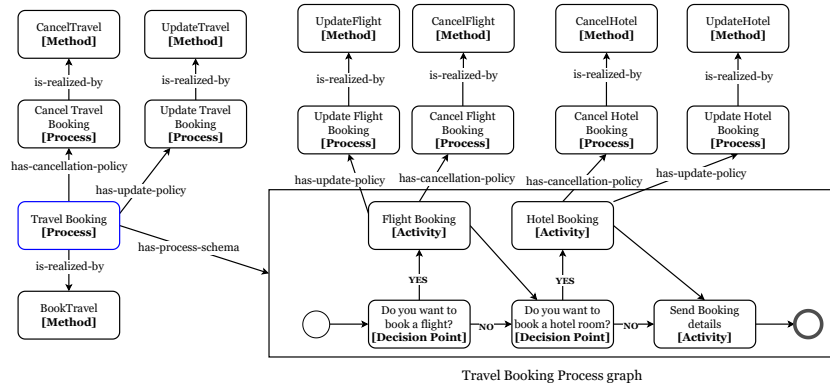 CancelTravel
[Method]
UpdateTravel
[Method]
UpdateFlight
[Method]
CancelFlight
[Method]
CancelHotel
[Method]
UpdateHotel
[Method]
is-realized-by
is-realized-by
is-realized-by
is-realized-by
is-realized-by
is-realized-by
Cancel Travel
Booking
[Process]
Update Travel
Booking
[Process]
Update Flight
Booking
[Process]
Cancel Flight
Booking
[Process]
Cancel Hotel
Booking
[Process]
Update Hotel
Booking
[Process]
has-cancellation-policy
has-update-policy
has-update-policy
has-cancellation-policy
has-cancellation-policy
has-update-policy
Travel Booking
[Process]
Flight Booking
[Activity]
Hotel Booking
[Activity]
has-process-schema
is-realized-by
YES
YES
BookTravel
[Method]
Do you want to
book a flight?
[Decision Point]
NO
Do you want to
book a hotel room?
[Decision Point]
NO
Send Booking
details
[Activity]
Travel Booking Process graph